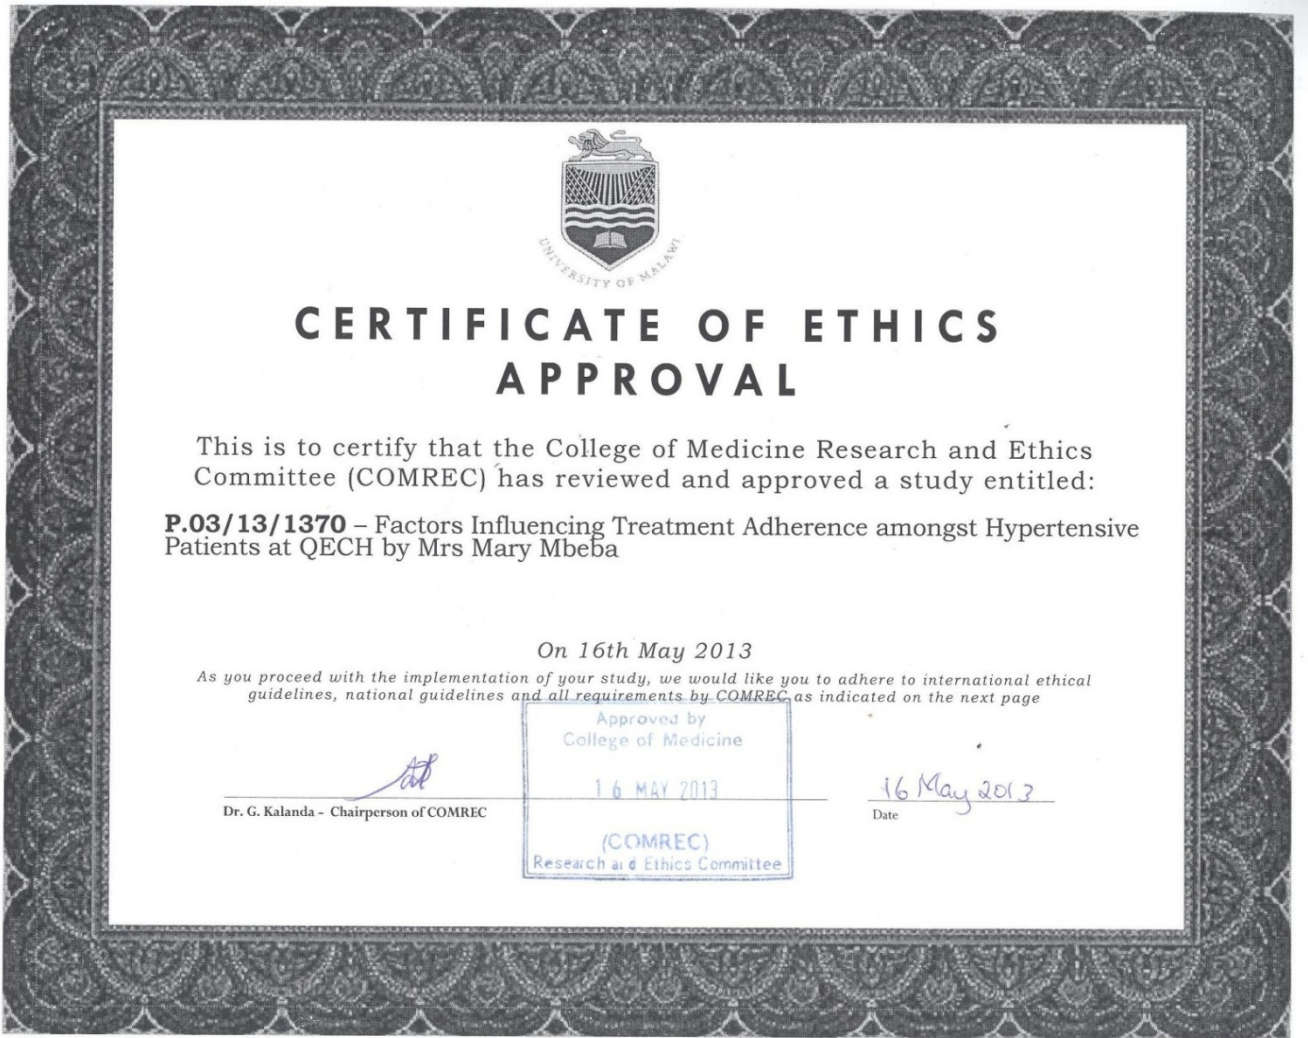 UNIVERSITY OF MALAWI
CERTIFICATE OF ETHICS
APPROVAL
This is to certify that the College of Medicine Research and Ethics
Committee (COMREC) has reviewed and approved a study entitled:
P.03/13/1370 – Factors Influencing Treatment Adherence amongst Hypertensive
Patients at QECH by Mrs Mary Mbeba
On 16th May 2013
As you proceed with the implementation of your study, we would like you to adhere to international ethical
guidelines, national guidelines and all requirements by COMREC as indicated on the next page
Approved by
College of Medicine
16 MAY 2013
(COMREC)
Research and Ethics Committee
16 May 2013
Dr. G. Kalanda - Chairperson of COMREC
Date